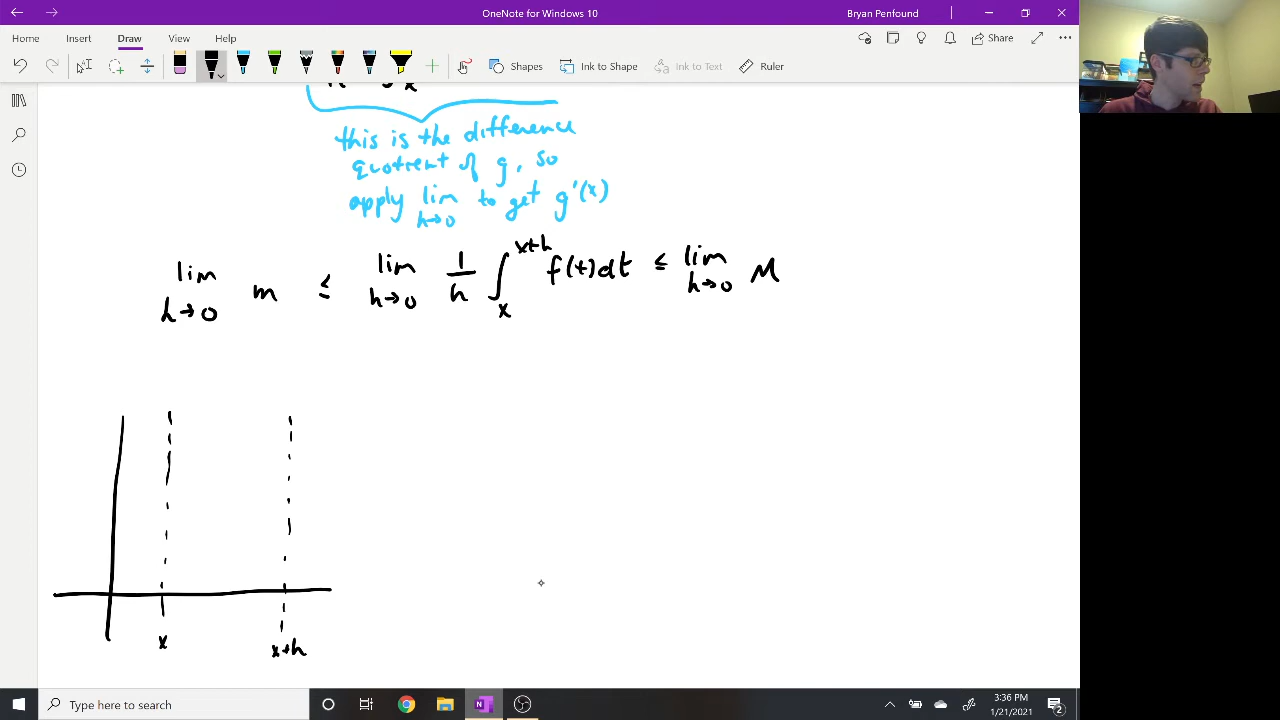 OneNote for Windows 10
Bryan Penfound
Home Insert Draw View Help
Share
Shapes Ink to Shape Ink to Text Ruler
this is the difference
quotient of g, so
apply lim to get g'(x)
h→0
lim m ≤ lim 1/h ∫ x+h f(t)dt ≤ lim M
h→0 h→0 x h→0
x x+h
Type here to search
3:36 PM
1/21/2021
2